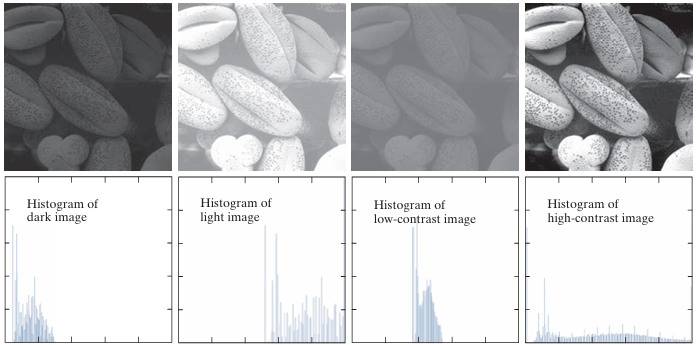 Histogram of
dark image
Histogram of
light image
Histogram of
low-contrast image
Histogram of
high-contrast image